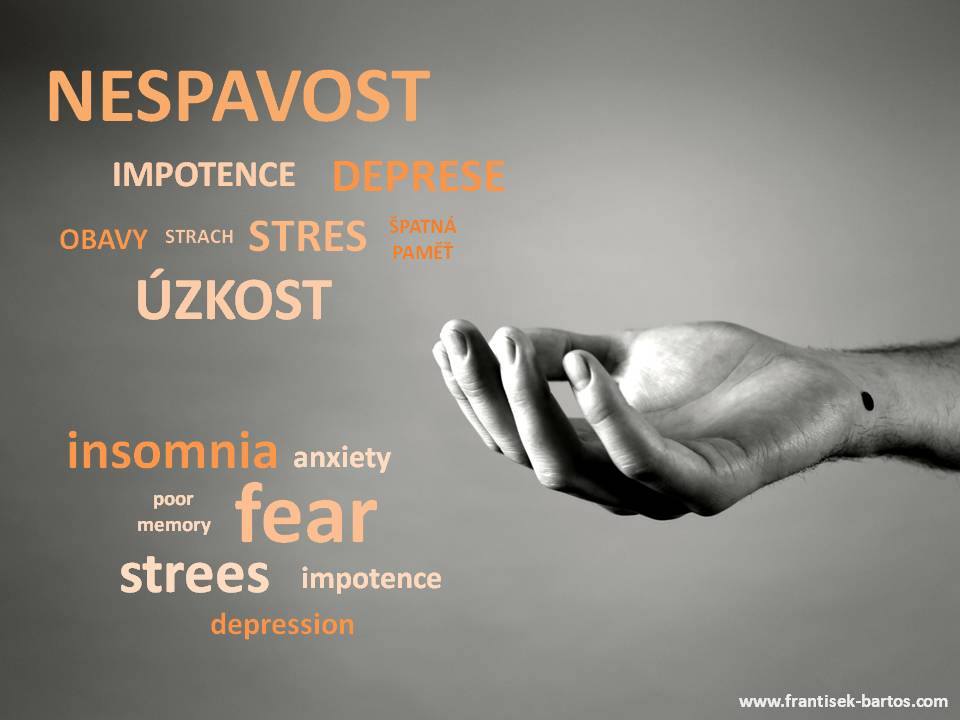 NESPAVOST
IMPOTENCE DEPRESE
OBAVY STRACH STRES ŠPATNÁ
PAMĚŤ
ÚZKOST
insomnia anxiety
poor
memory fear
strees impotence
depression
www.frantisek-bartos.com